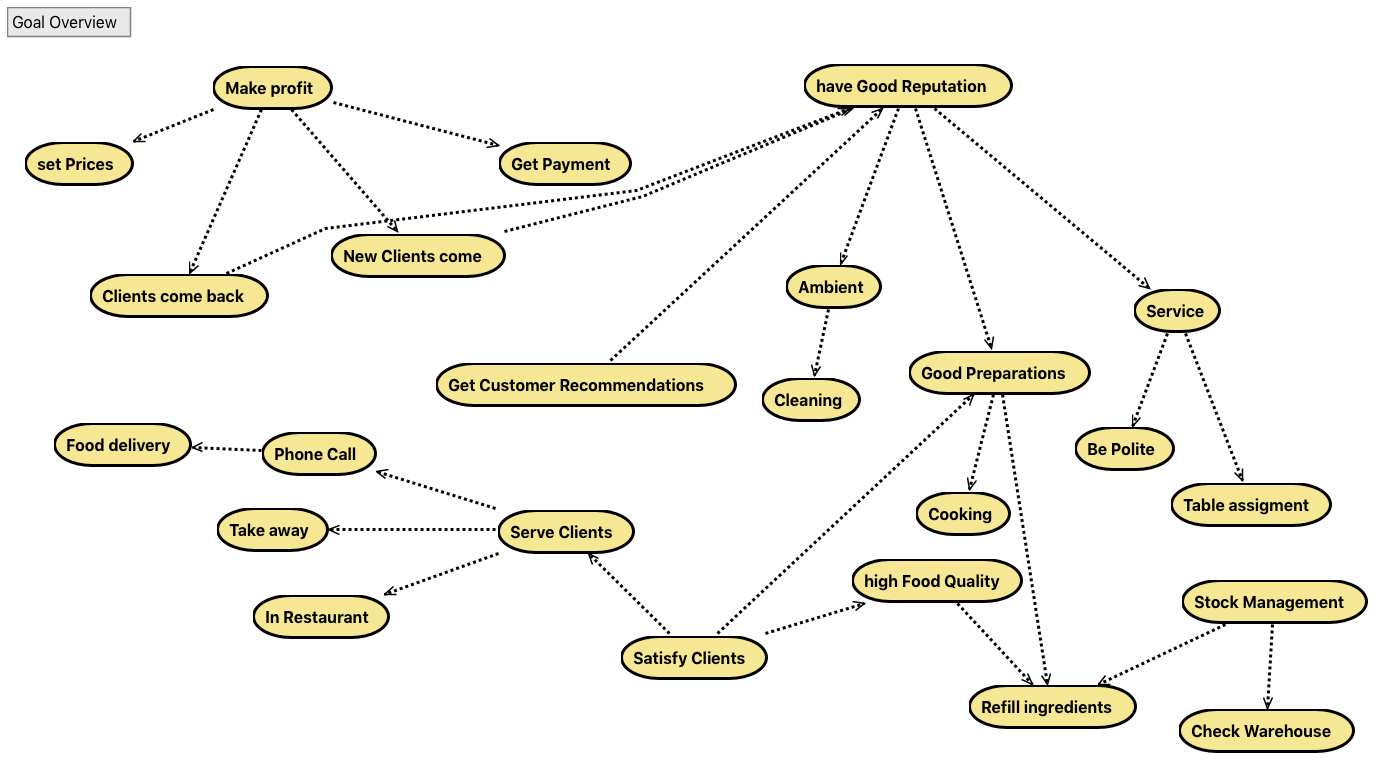 Goal Overview
Make profit
have Good Reputation
set Prices
Get Payment
New Clients come
Clients come back
Ambient
Service
Good Preparations
Get Customer Recommendations
Cleaning
Food delivery
Phone Call
Be Polite
Table assigment
Cooking
Take away
Serve Clients
high Food Quality
Stock Management
In Restaurant
Satisfy Clients
Refill ingredients
Check Warehouse